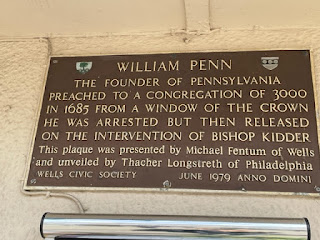 WILLIAM PENN
THE FOUNDER OF PENNSYLVANIA
PREACHED TO A CONGREGATION OF 3000
IN 1685 FROM A WINDOW OF THE CROWN
HE WAS ARRESTED BUT THEN RELEASED
ON THE INTERVENTION OF BISHOP KIDDER
This plaque was presented by Michael Fentum of Wells
and unveiled by Thacher Longstreth of Philadelphia
WELLS CIVIC SOCIETY JUNE 1979 ANNO DOMINI